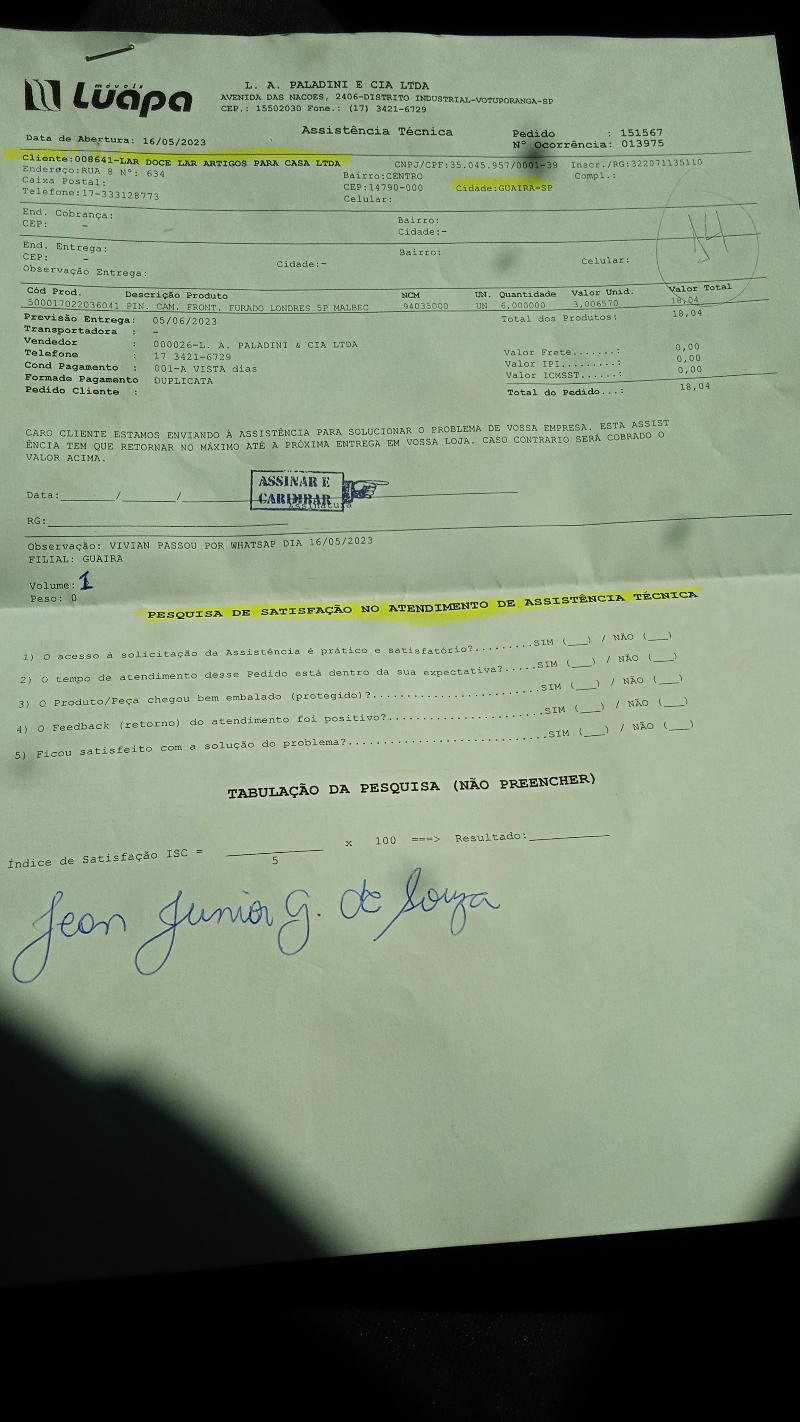 móveis
Luapa
L. A. PALADINI E CIA LTDA
AVENIDA DAS NACOES, 2406-DISTRITO INDUSTRIAL-VOTUPORANGA-SP
CEP.: 15502030 Fone.: (17) 3421-6729
Data de Abertura: 16/05/2023
Assistência Técnica
Pedido : 151567
Nº Ocorrência: 013975
Cliente:008641-LAR DOCE LAR ARTIGOS PARA CASA LTDA CNPJ/CPF:35.045.957/0001-39 Inscr./RG:322071135110
Endereço:RUA 8 Nº: 634 Bairro:CENTRO Compl.:
Caixa Postal: CEP:14790-000 Cidade:GUAIRA-SP
Telefone:17-333128773 Celular:
End. Cobrança: Bairro:
CEP: - Cidade:-
End. Entrega: Bairro:
CEP: - Cidade:- Celular:
Observação Entrega:
Cód Prod. Descrição Produto NCM UN. Quantidade Valor Unid. Valor Total
500017022036041 PIN. CAM. FRONT. FURADO LONDRES 5P MALBEC 94035000 UN 6,000000 3,006570 18,04
Previsão Entrega: 05/06/2023 Total dos Produtos: 18,04
Transportadora : -
Vendedor : 000026-L. A. PALADINI & CIA LTDA
Telefone : 17 3421-6729 Valor Frete.......: 0,00
Cond Pagamento : 001-A VISTA dias Valor IPI.........: 0,00
Formade Pagamento DUPLICATA Valor ICMSST......: 0,00
Pedido Cliente : Total do Pedido...: 18,04
CARO CLIENTE ESTAMOS ENVIANDO À ASSISTÊNCIA PARA SOLUCIONAR O PROBLEMA DE VOSSA EMPRESA. ESTA ASSIST
ÊNCIA TEM QUE RETORNAR NO MÁXIMO ATÉ A PRÓXIMA ENTREGA EM VOSSA LOJA. CASO CONTRARIO SERÁ COBRADO O
VALOR ACIMA.
ASSINAR E
CARIMBAR
Data:________/________/________
Assinatura
RG:______________________________
Observação: VIVIAN PASSOU POR WHATSAP DIA 16/05/2023
FILIAL: GUAIRA
Volume: 1
Peso: 0
PESQUISA DE SATISFAÇÃO NO ATENDIMENTO DE ASSISTÊNCIA TÉCNICA
1) O acesso à solicitação da Assistência é prático e satisfatório?........SIM (___) / NÃO (___)
2) O tempo de atendimento desse Pedido está dentro da sua expectativa?.....SIM (___) / NÃO (___)
3) O Produto/Peça chegou bem embalado (protegido)?.......................SIM (___) / NÃO (___)
4) O Feedback (retorno) do atendimento foi positivo?......................SIM (___) / NÃO (___)
5) Ficou satisfeito com a solução do problema?...........................SIM (___) / NÃO (___)
TABULAÇÃO DA PESQUISA (NÃO PREENCHER)
Índice de Satisfação ISC = __________ x 100 ===> Resultado:__________
5
Jean Junior G. de Souza